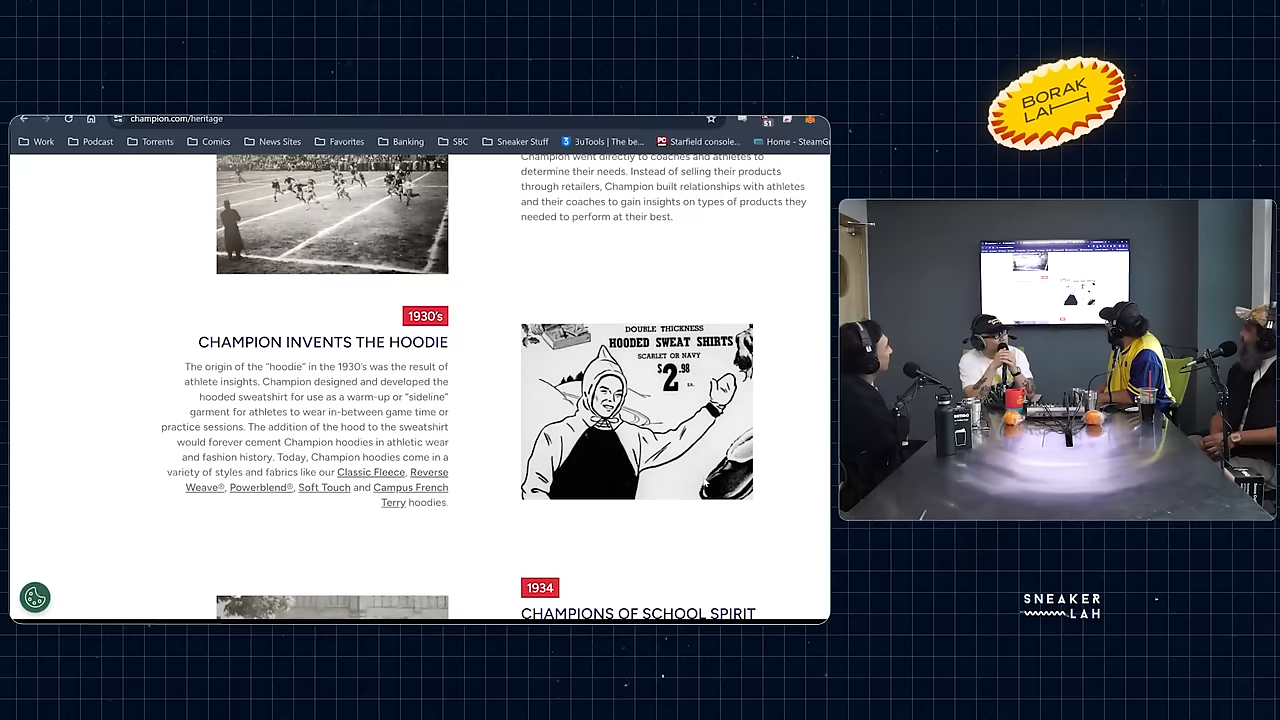 champion.com/heritage
51
Work
Podcast
Torrents
Comics
News Sites
Favorites
Banking
SBC
Sneaker Stuff
3uTools | The be...
Starfield console...
Home - SteamGr
Champion went directly to coaches and athletes to
determine their needs. Instead of selling their products
through retailers, Champion built relationships with athletes
and their coaches to gain insights on types of products they
needed to perform at their best.
1930's
CHAMPION INVENTS THE HOODIE
The origin of the "hoodie" in the 1930's was the result of
athlete insights. Champion designed and developed the
hooded sweatshirt for use as a warm-up or "sideline"
garment for athletes to wear in-between game time or
practice sessions. The addition of the hood to the sweatshirt
would forever cement Champion hoodies in athletic wear
and fashion history. Today, Champion hoodies come in a
variety of styles and fabrics like our Classic Fleece, Reverse
Weave®, Powerblend®, Soft Touch and Campus French
Terry hoodies.
DOUBLE THICKNESS
HOODED SWEAT SHIRTS
SCARLET OR NAVY
$2.98
EA.
1934
CHAMPIONS OF SCHOOL SPIRIT
BORAK
LAH
SNEAKER
LAH